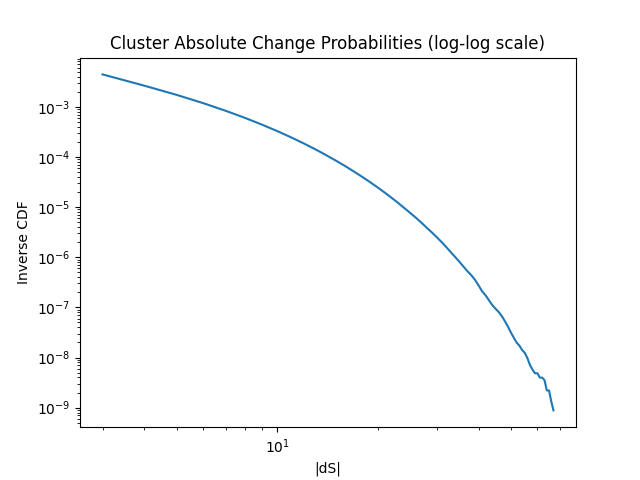 Cluster Absolute Change Probabilities (log-log scale)
Inverse CDF
10⁻³
10⁻⁴
10⁻⁵
10⁻⁶
10⁻⁷
10⁻⁸
10⁻⁹
10¹
|dS|